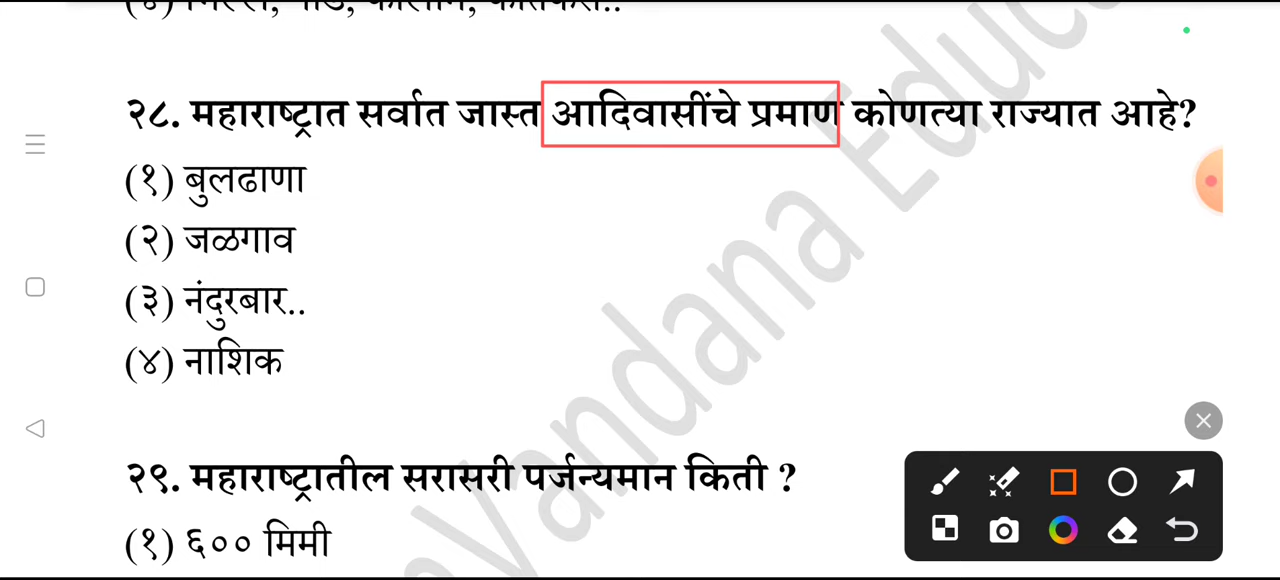 २८. महाराष्ट्रात सर्वात जास्त आदिवासींचे प्रमाण कोणत्या राज्यात आहे?
(१) बुलढाणा
(२) जळगाव
(३) नंदुरबार..
(४) नाशिक
२९. महाराष्ट्रातील सरासरी पर्जन्यमान किती ?
(१) ६०० मिमी